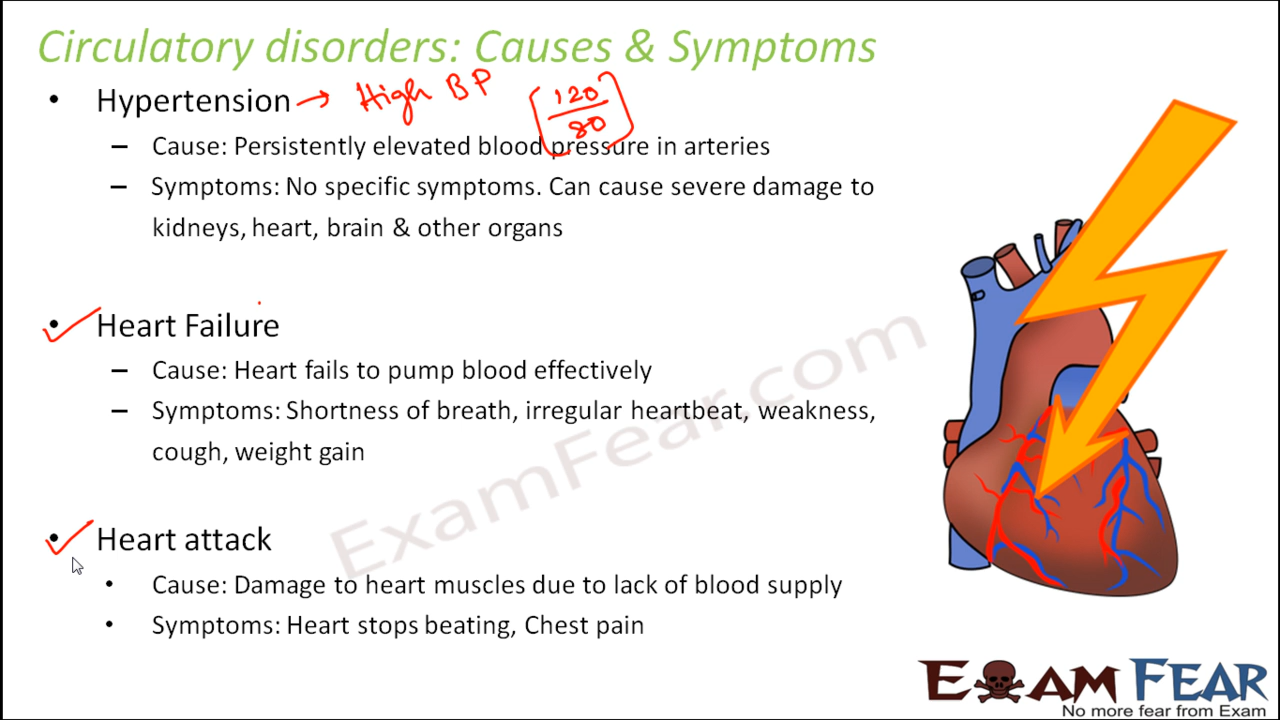 Circulatory disorders: Causes & Symptoms
• Hypertension → High BP [120/80]
– Cause: Persistently elevated blood pressure in arteries
– Symptoms: No specific symptoms. Can cause severe damage to
kidneys, heart, brain & other organs
• Heart Failure
– Cause: Heart fails to pump blood effectively
– Symptoms: Shortness of breath, irregular heartbeat, weakness,
cough, weight gain
• Heart attack
• Cause: Damage to heart muscles due to lack of blood supply
• Symptoms: Heart stops beating, Chest pain
ExamFear.com
EXAM FEAR
No more fear from Exam